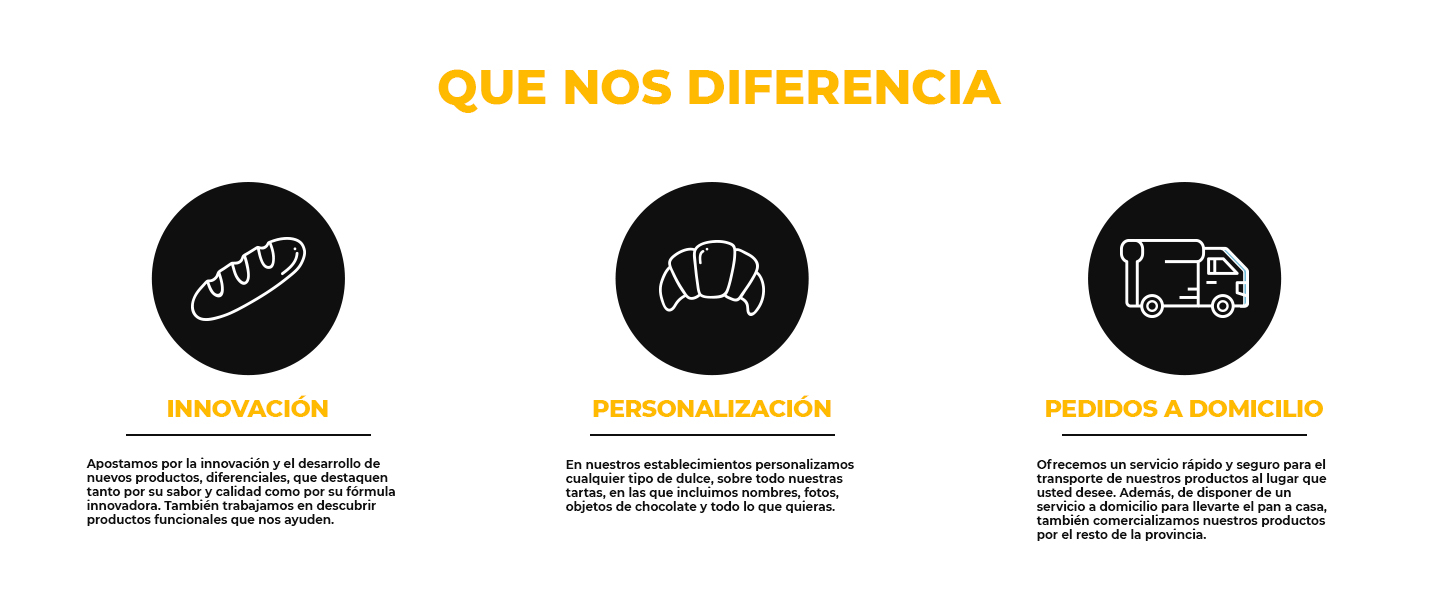 QUE NOS DIFERENCIA
INNOVACIÓN
Apostamos por la innovación y el desarrollo de
nuevos productos, diferenciales, que destaquen
tanto por su sabor y calidad como por su fórmula
innovadora. También trabajamos en descubrir
productos funcionales que nos ayuden.
PERSONALIZACIÓN
En nuestros establecimientos personalizamos
cualquier tipo de dulce, sobre todo nuestras
tartas, en las que incluimos nombres, fotos,
objetos de chocolate y todo lo que quieras.
PEDIDOS A DOMICILIO
Ofrecemos un servicio rápido y seguro para el
transporte de nuestros productos al lugar que
usted desee. Además, de disponer de un
servicio a domicilio para llevarte el pan a casa,
también comercializamos nuestros productos
por el resto de la provincia.